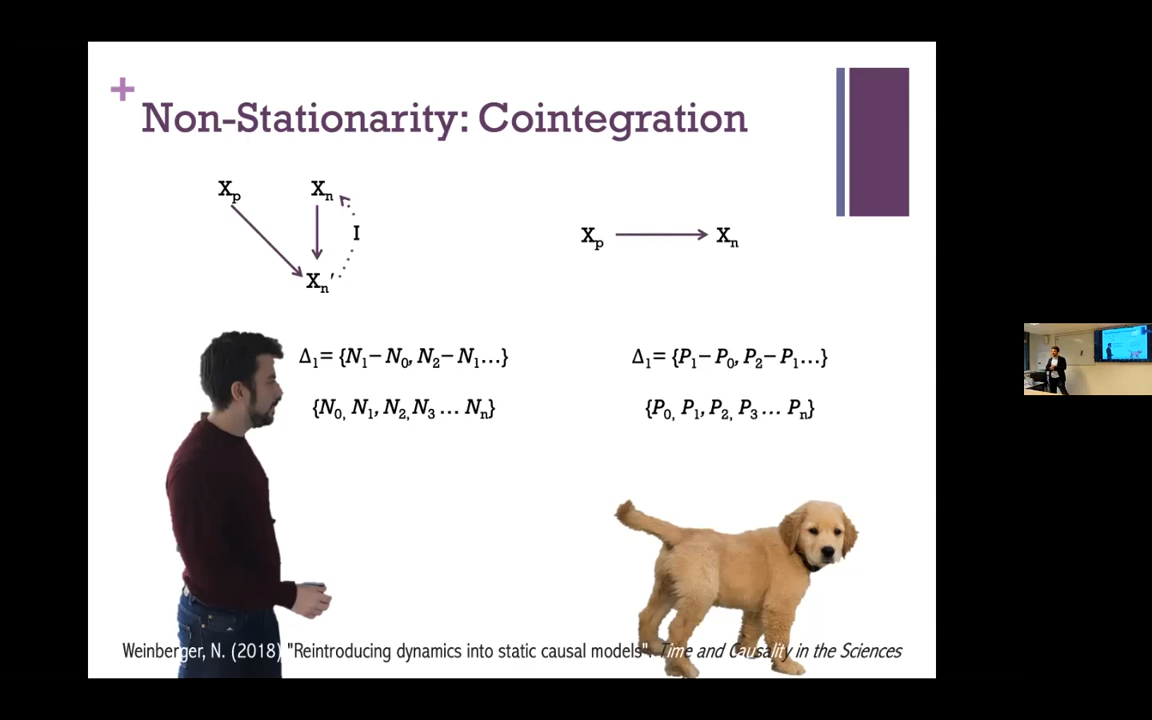 +
Non-Stationarity: Cointegration
Xp Xn
I
Xn′
Xp Xn
Δ1= {N1− N0, N2− N1…}
Δ1= {P1− P0, P2− P1…}
{N0, N1, N2, N3 … Nn}
{P0, P1, P2, P3 … Pn}
Weinberger, N. (2018) "Reintroducing dynamics into static causal models". Time and Causality in the Sciences